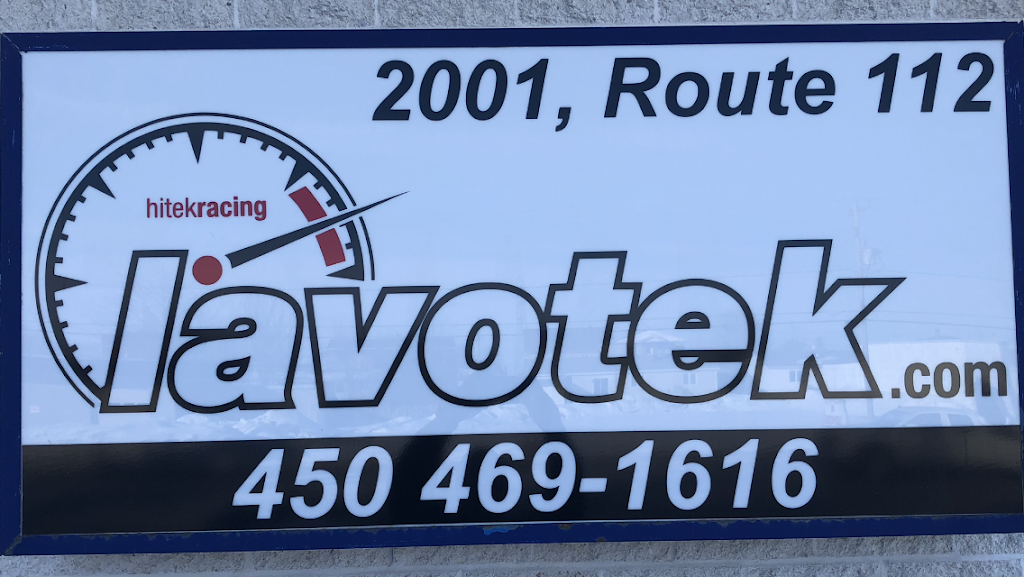 2001, Route 112
hitekracing
lavotek.com
450 469-1616